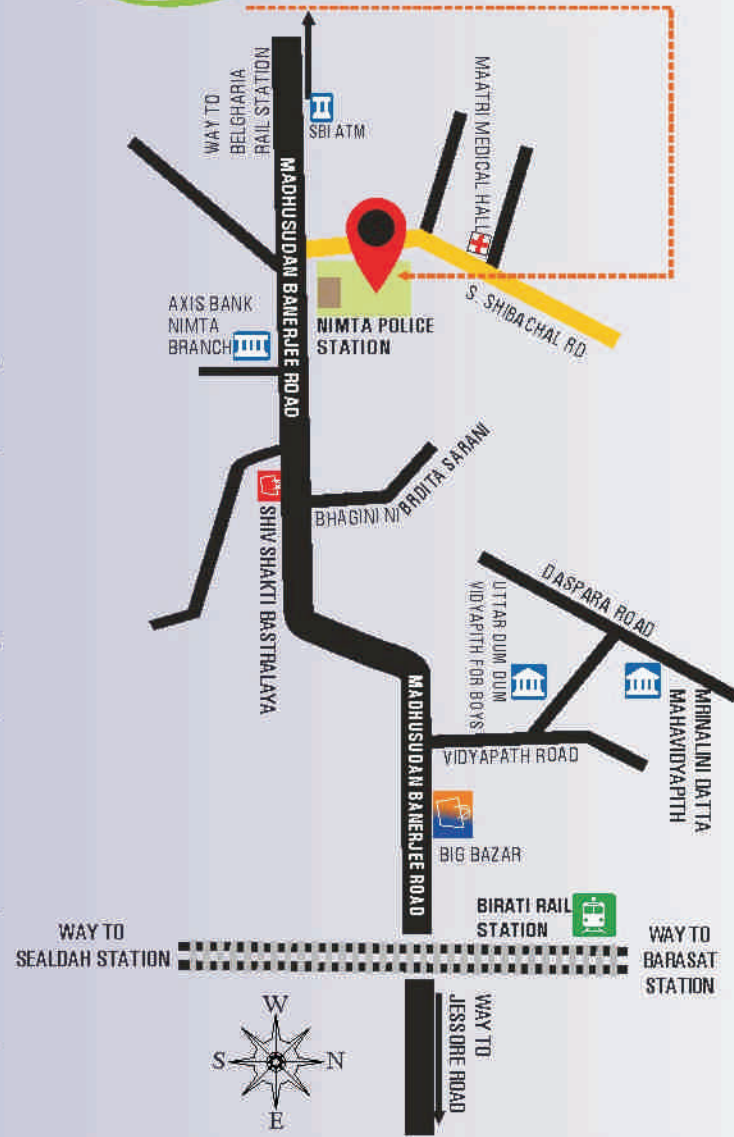 WAY TO
BELGHARIA
RAIL STATION
SBI ATM
MAATRI MEDICAL HALL
MADHUSUDAN BANERJEE ROAD
S. SHIBACHAL RD
AXIS BANK
NIMTA
BRANCH
NIMTA POLICE
STATION
BHAGINI NIBRDITA SARANI
SHIV SHAKTI BASTRALAYA
DASPARA ROAD
UTTAR DUM DUM
VIDYAPITH FOR BOYS
MRINALINI DATTA
MAHAVIDYAPITH
MADHUSUDAN BANERJEE ROAD
VIDYAPATH ROAD
BIG BAZAR
BIRATI RAIL
STATION
WAY TO
SEALDAH STATION
WAY TO
BARASAT
STATION
WAY TO
JESSORE ROAD
W
S
N
E